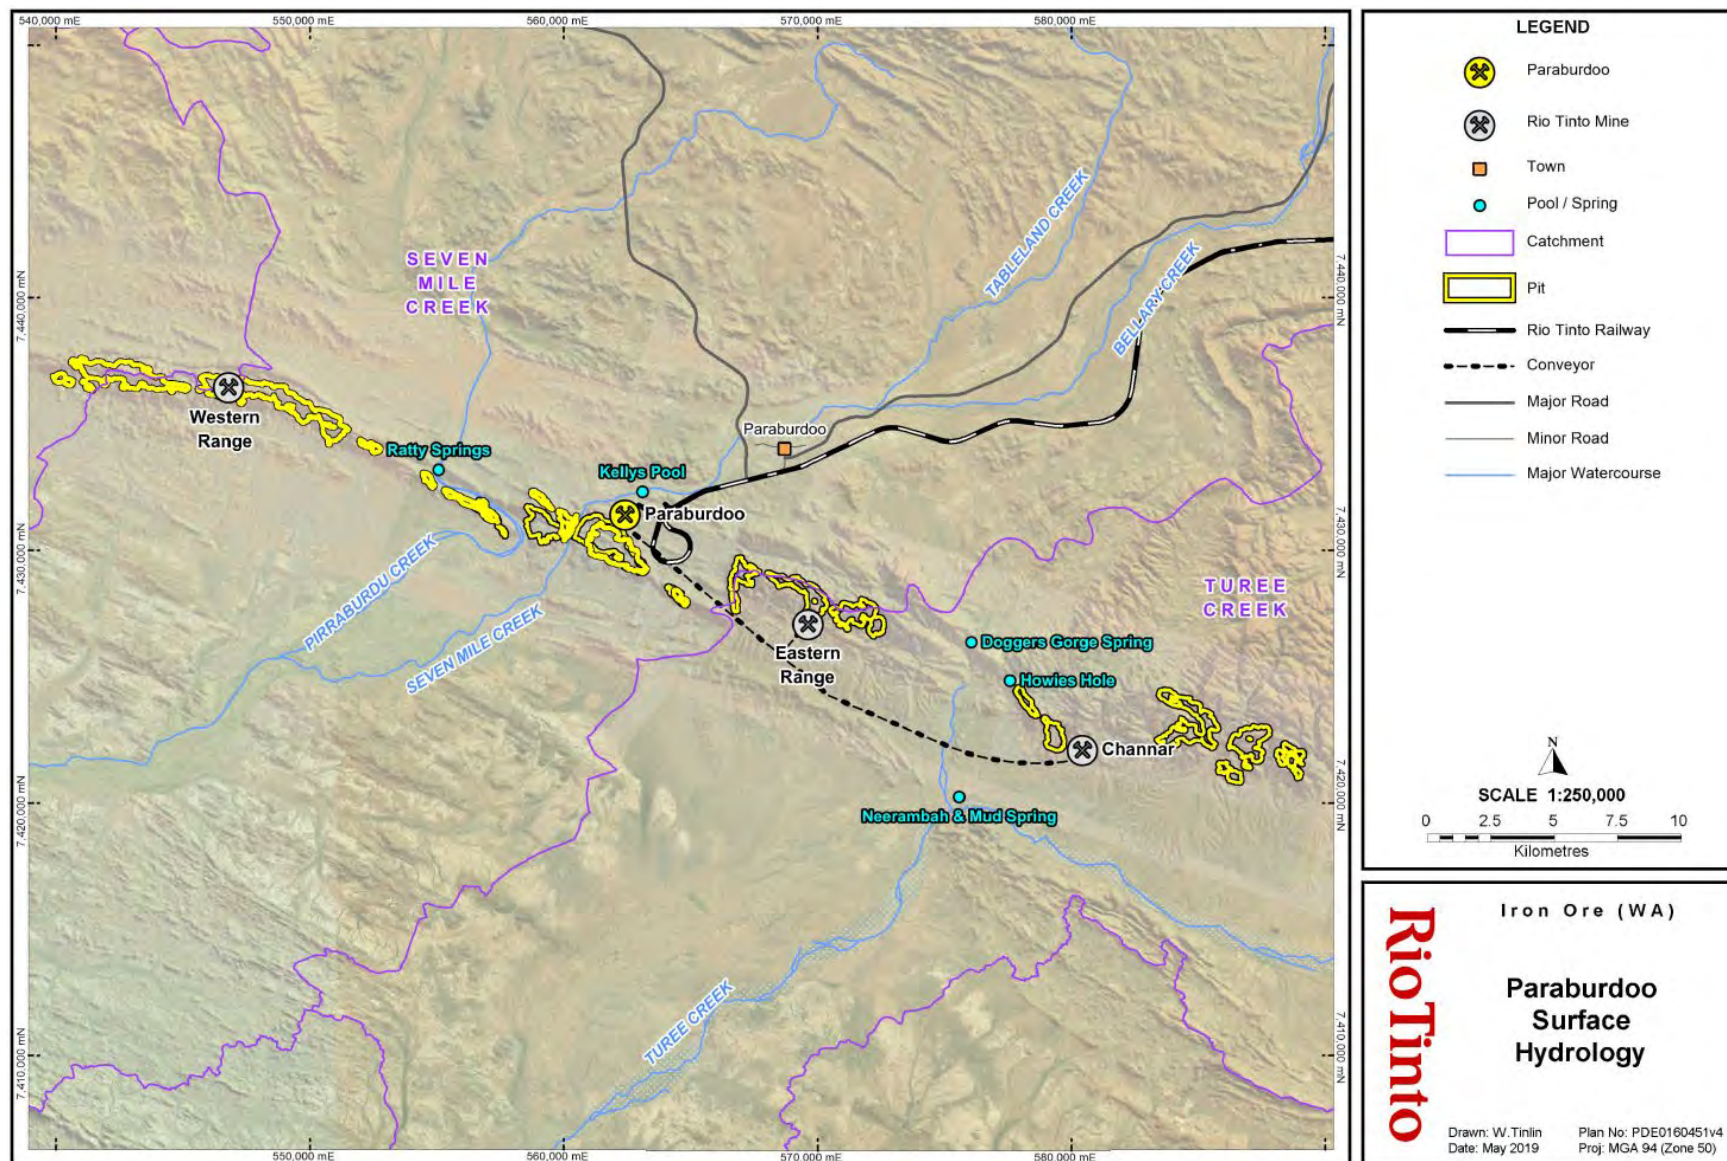 540,000 mE
550,000 mE
560,000 mE
570,000 mE
580,000 mE
7,440,000 mN
7,430,000 mN
7,420,000 mN
7,410,000 mN
SEVEN
MILE
CREEK
TABLELAND CREEK
BELLARY CREEK
Western
Range
Ratty Springs
Kellys Pool
Paraburdoo
Paraburdoo
PIRRABURDU CREEK
SEVEN MILE CREEK
Eastern
Range
TUREE
CREEK
Doggers Gorge Spring
Howies Hole
Channar
Neerambah & Mud Spring
TUREE CREEK
7,440,000 mN
7,430,000 mN
7,420,000 mN
7,410,000 mN
550,000 mE
560,000 mE
570,000 mE
580,000 mE
LEGEND
Paraburdoo
Rio Tinto Mine
Town
Pool / Spring
Catchment
Pit
Rio Tinto Railway
Conveyor
Major Road
Minor Road
Major Watercourse
N
SCALE 1:250,000
0 2.5 5 7.5 10
Kilometres
RioTinto
Iron Ore (WA)
Paraburdoo
Surface
Hydrology
Drawn: W.Tinlin
Plan No: PDE0160451v4
Date: May 2019
Proj: MGA 94 (Zone 50)